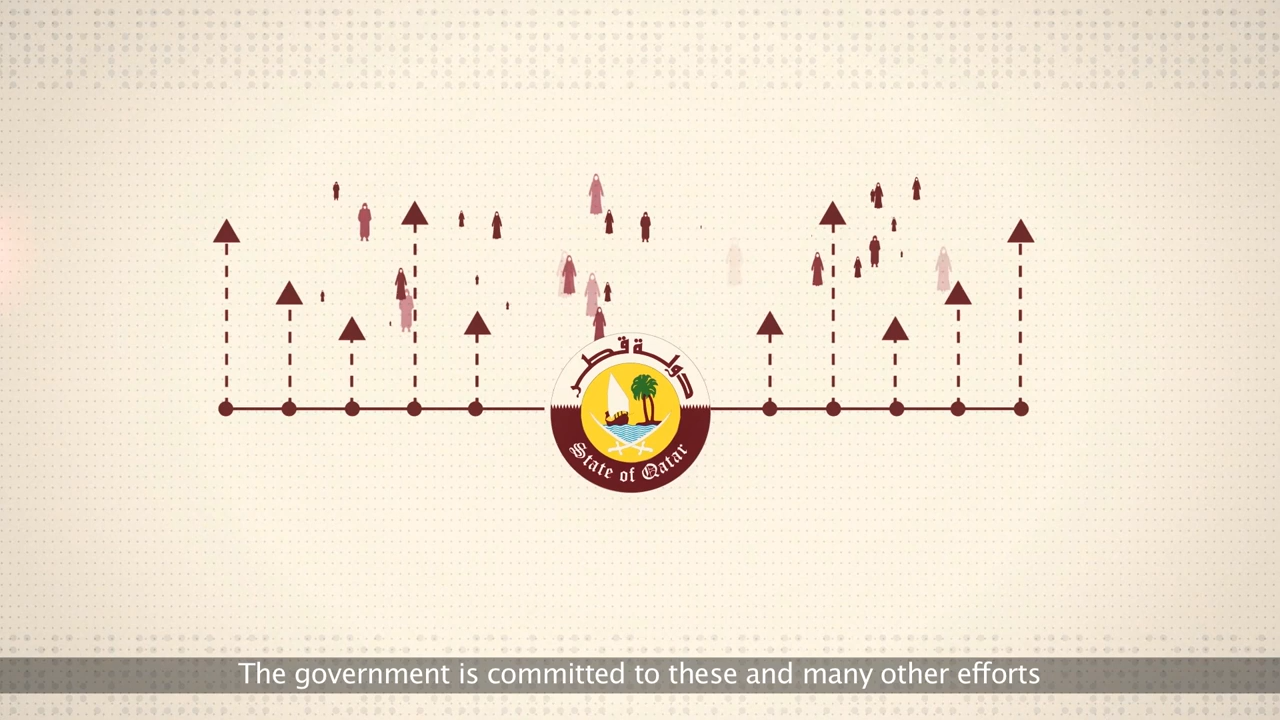 دولة قطر
State of Qatar
The government is committed to these and many other efforts